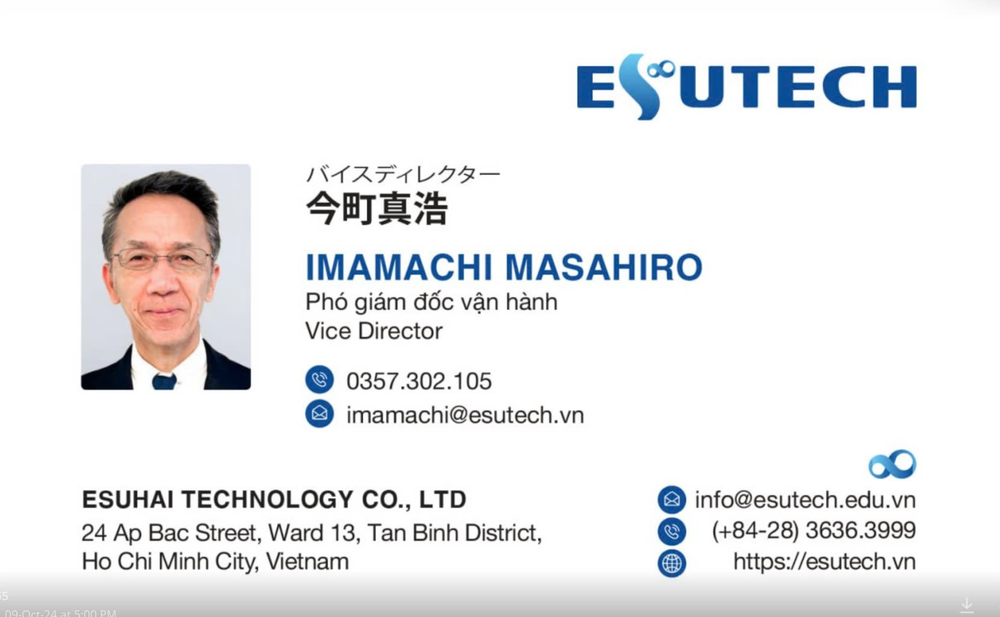 ESUTECH
バイスディレクター
今町真浩
IMAMACHI MASAHIRO
Phó giám đốc vận hành
Vice Director
0357.302.105
imamachi@esutech.vn
ESUHAI TECHNOLOGY CO., LTD
24 Ap Bac Street, Ward 13, Tan Binh District,
Ho Chi Minh City, Vietnam
info@esutech.edu.vn
(+84-28) 3636.3999
https://esutech.vn
09-Oct-24 at 5:00 PM